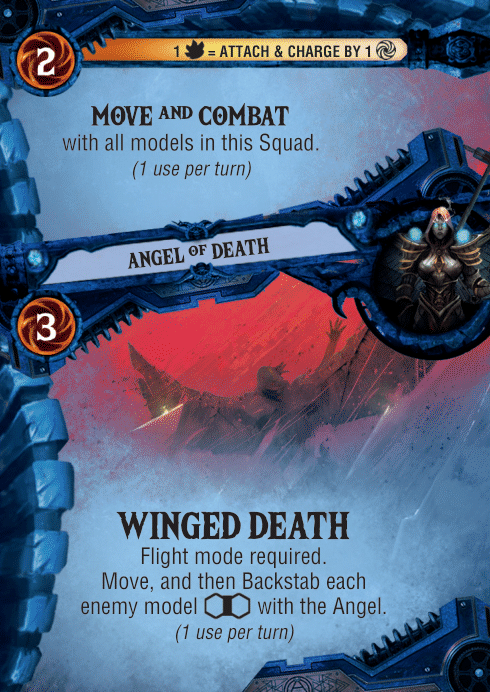 2
1 = ATTACH & CHARGE BY 1
MOVE AND COMBAT
with all models in this Squad.
(1 use per turn)
ANGEL OF DEATH
3
WINGED DEATH
Flight mode required.
Move, and then Backstab each
enemy model with the Angel.
(1 use per turn)